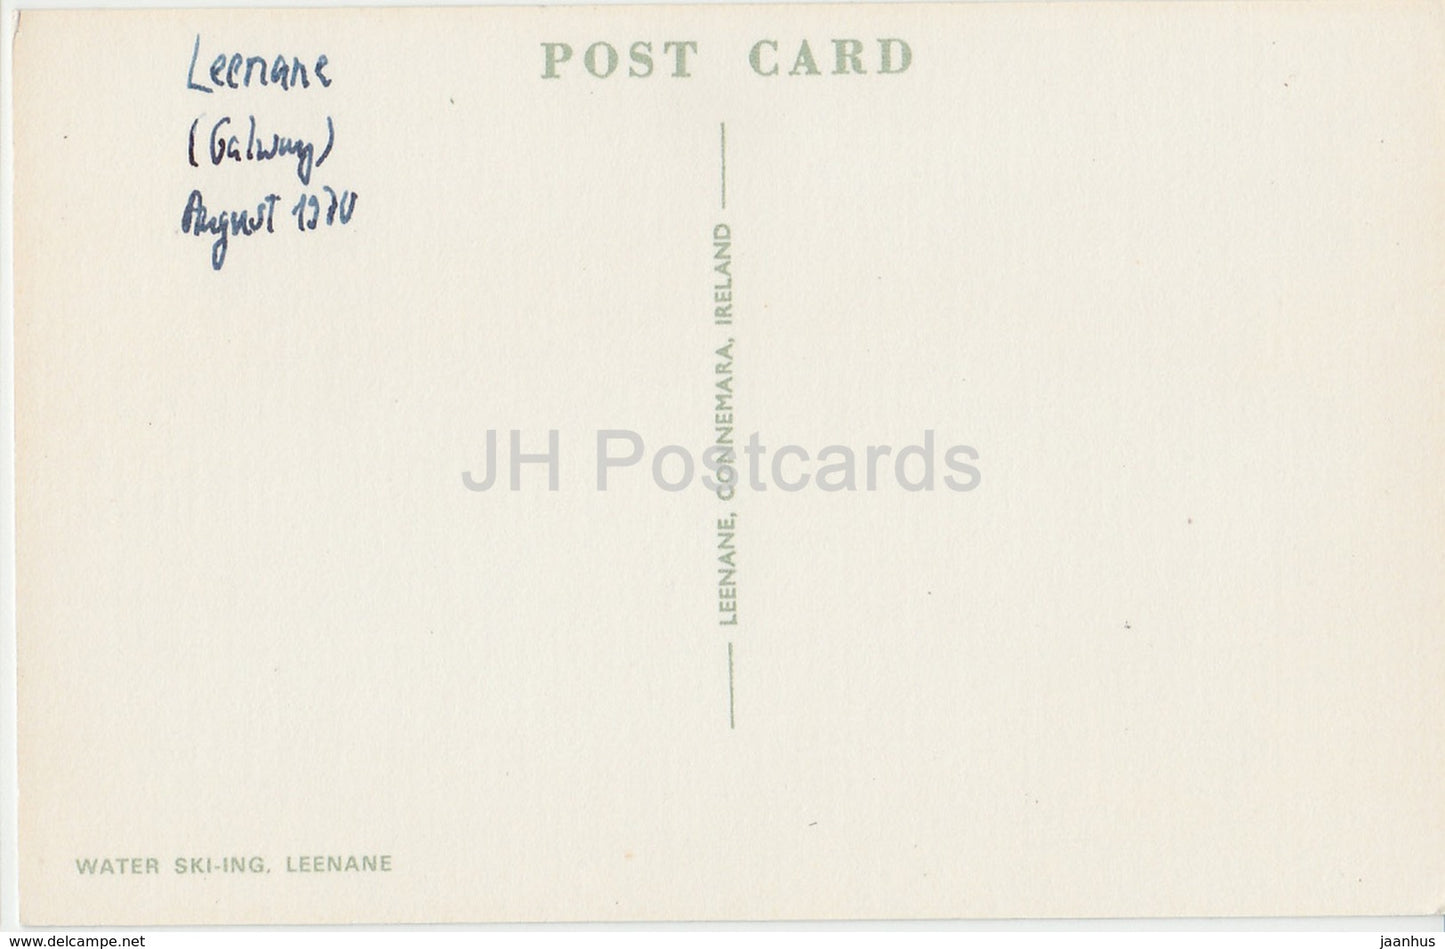 Leenane
(Galway)
August 1970
POST CARD
LEENANE, CONNEMARA, IRELAND
JH Postcards
WATER SKI-ING, LEENANE
www.delcampe.net
jaanhus